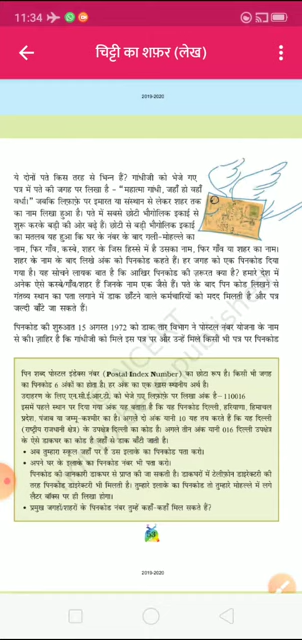 11:34
चिट्टी का शफ़र (लेख)
2019-2020
ये दोनों पते किस तरह से भिन्न हैं? गांधीजी को भेजे गए
पत्र में पते की जगह पर लिखा है – “महात्मा गांधी, जहाँ हो वहाँ
वर्धा।” जबकि लिफ़ाफ़े पर इमारत या संस्थान से लेकर शहर तक
का नाम लिखा हुआ है। पते में सबसे छोटी भौगोलिक इकाई से
शुरू करके बड़ी की ओर बढ़े हैं। छोटी से बड़ी भौगोलिक इकाई
का मतलब यह हुआ कि घर के नंबर के बाद गली-मोहल्ले का
नाम, फिर गाँव, कस्बे, शहर के जिस हिस्से में है उसका नाम, फिर गाँव या शहर का नाम।
शहर के नाम के बाद लिखे अंक को पिनकोड कहते हैं। हर जगह को एक पिनकोड दिया गया
है। यह सोचने लायक बात है कि आखिर पिनकोड की ज़रूरत क्या है? हमारे देश में
अनेक ऐसे कस्बे/गाँव/शहर हैं जिनके नाम एक जैसे हैं। पते के बाद पिन कोड लिखने से
गंतव्य स्थान का पता लगाने में डाक छाँटने वाले कर्मचारियों को मदद मिलती है और पत्र
जल्दी बाँटे जा सकते हैं।
पिनकोड की शुरुआत 15 अगस्त 1972 को डाक तार विभाग ने पोस्टल नंबर योजना के नाम
से की। ज़ाहिर है कि गांधीजी को मिले इस पत्र पर और उन्हें मिले किसी भी पत्र पर पिनकोड
पिन शब्द पोस्टल इंडेक्स नंबर (Postal Index Number) का छोटा रूप है। किसी भी जगह
का पिनकोड 6 अंकों का होता है। हर अंक का एक खास स्थानीय अर्थ है।
उदाहरण के लिए एन.सी.ई.आर.टी. को भेजे गए लिफ़ाफ़े पर लिखा अंक है–110016
इसमें पहले स्थान पर दिया गया अंक यह बताता है कि यह पिनकोड दिल्ली, हरियाणा, हिमाचल
प्रदेश, पंजाब या जम्मू-कश्मीर का है। अगले दो अंक यानी 10 यह तय करते हैं कि यह दिल्ली
(राष्ट्रीय राजधानी क्षेत्र) के उपक्षेत्र दिल्ली का कोड है। अगले तीन अंक यानी 016 दिल्ली उपक्षेत्र
के ऐसे डाकघर का कोड है जहाँ से डाक बाँटी जाती है।
• अब तुम्हारा स्कूल जहाँ पर है उस इलाके का पिनकोड पता करो।
• अपने घर के इलाके का पिनकोड नंबर भी पता करो।
पिनकोड की जानकारी डाकघर से प्राप्त की जा सकती है। डाकघरों में टेलीफ़ोन डाइरेक्टरी की
तरह पिनकोड डाइरेक्टरी भी मिलती है। तुम्हारे इलाके का पिनकोड तो तुम्हारे मोहल्ले में लगे
लैटर बॉक्स पर ही लिखा होगा।
• प्रमुख जगहों/शहरों के पिनकोड नंबर तुम्हें कहाँ-कहाँ मिल सकते हैं?
2019-2020